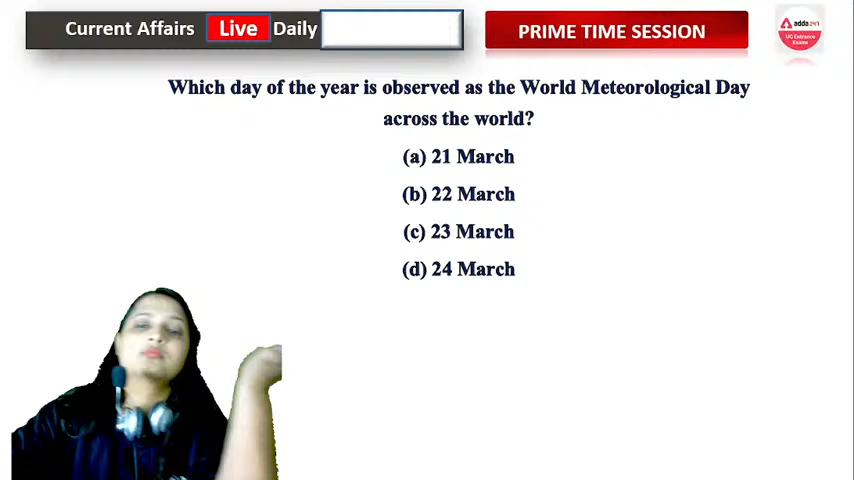 Current Affairs Live Daily
PRIME TIME SESSION
adda247
UG Entrance
Exams
Which day of the year is observed as the World Meteorological Day
across the world?
(a) 21 March
(b) 22 March
(c) 23 March
(d) 24 March